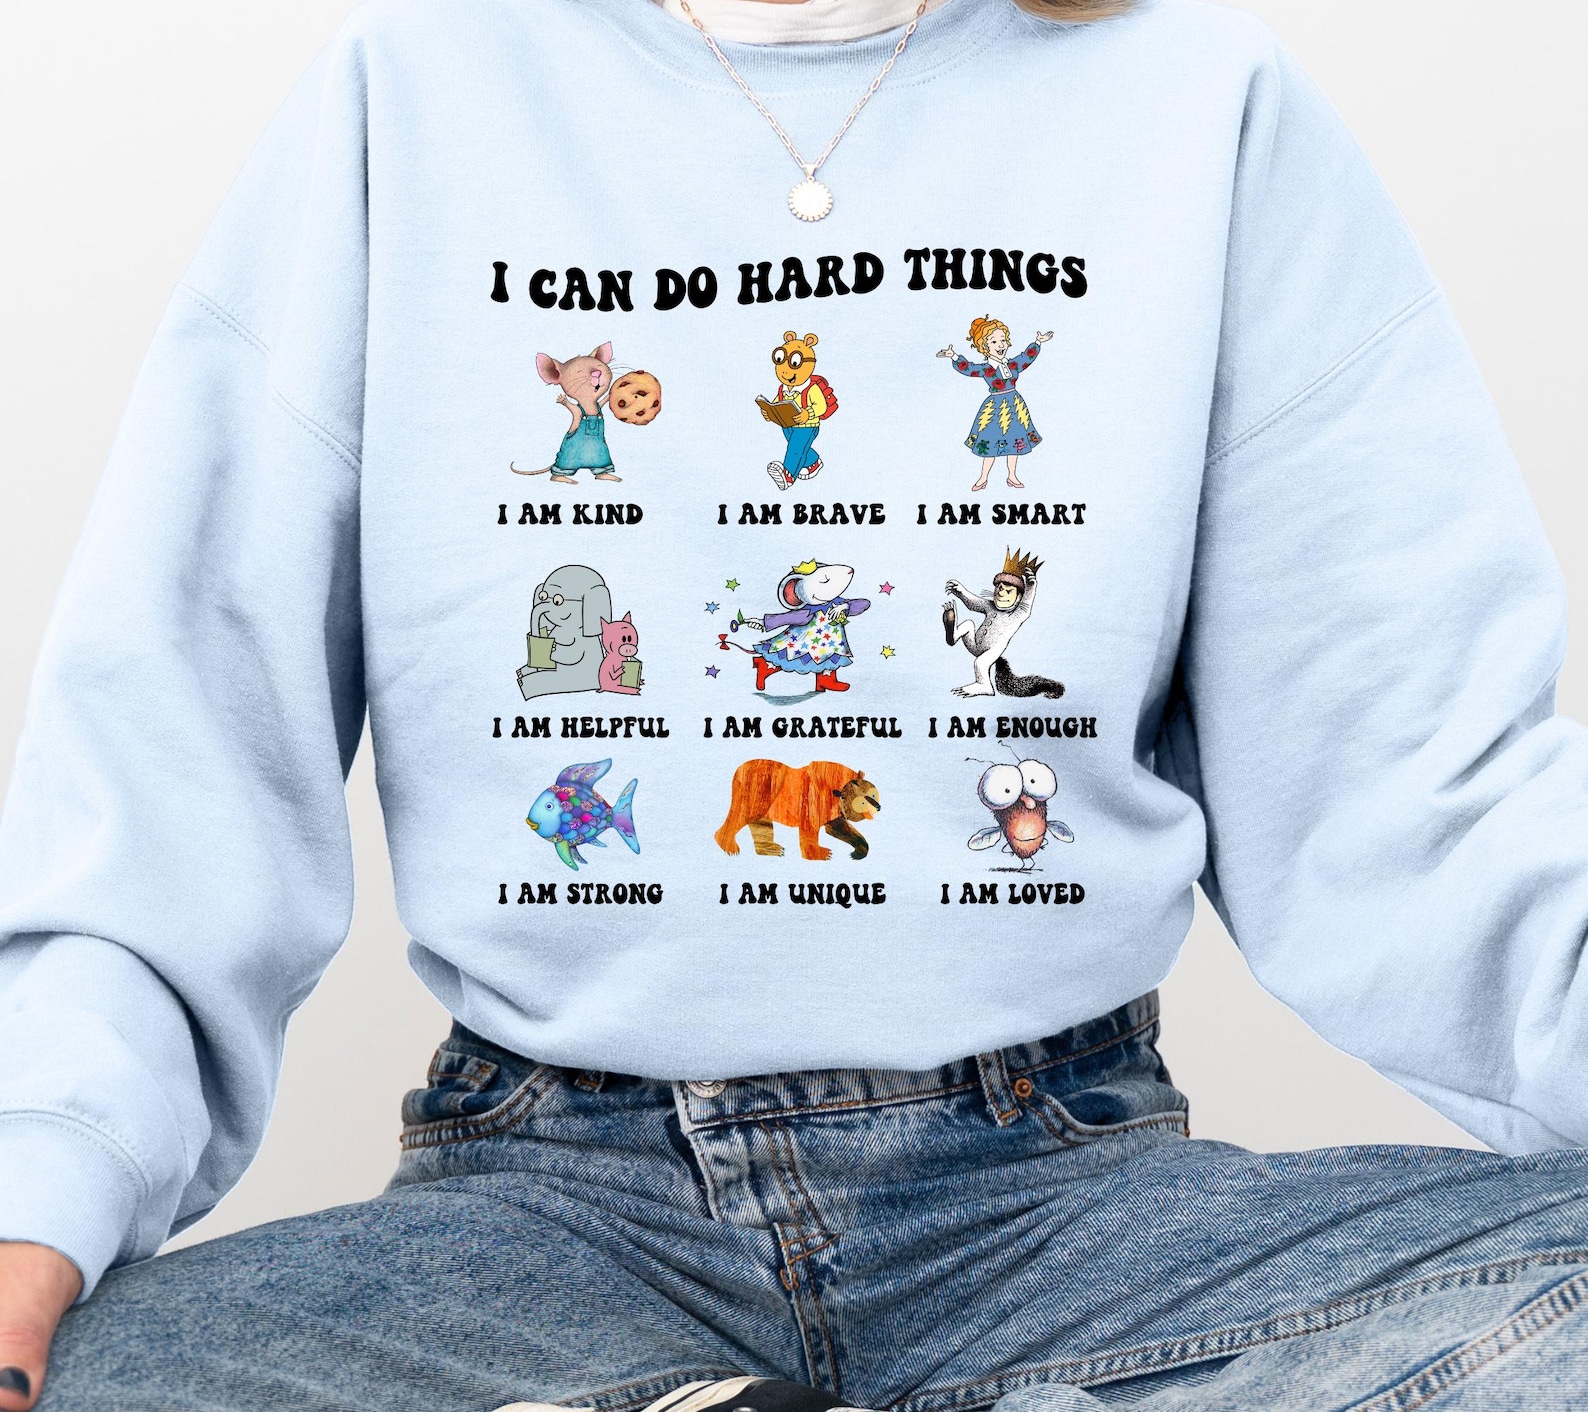 I CAN DO HARD THINGS
I AM KIND I AM BRAVE I AM SMART
I AM HELPFUL I AM GRATEFUL I AM ENOUGH
I AM STRONG I AM UNIQUE I AM LOVED